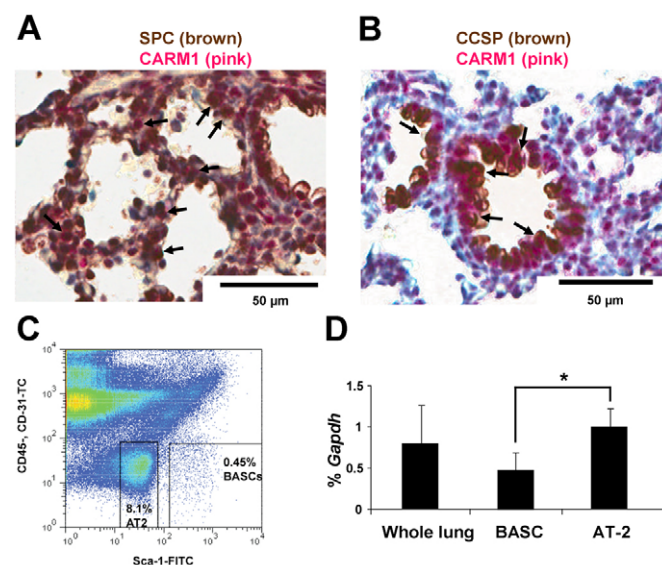 A
SPC (brown)
CARM1 (pink)
50 µm
B
CCSP (brown)
CARM1 (pink)
50 µm
C
CD45-, CD-31-TC
10⁴
10³
10²
10¹
10⁰
0.45%
BASCs
8.1%
AT2
10⁰ 10¹ 10² 10³ 10⁴
Sca-1-FITC
D
% Gapdh
1.5
1
0.5
0
*
Whole lung BASC AT-2